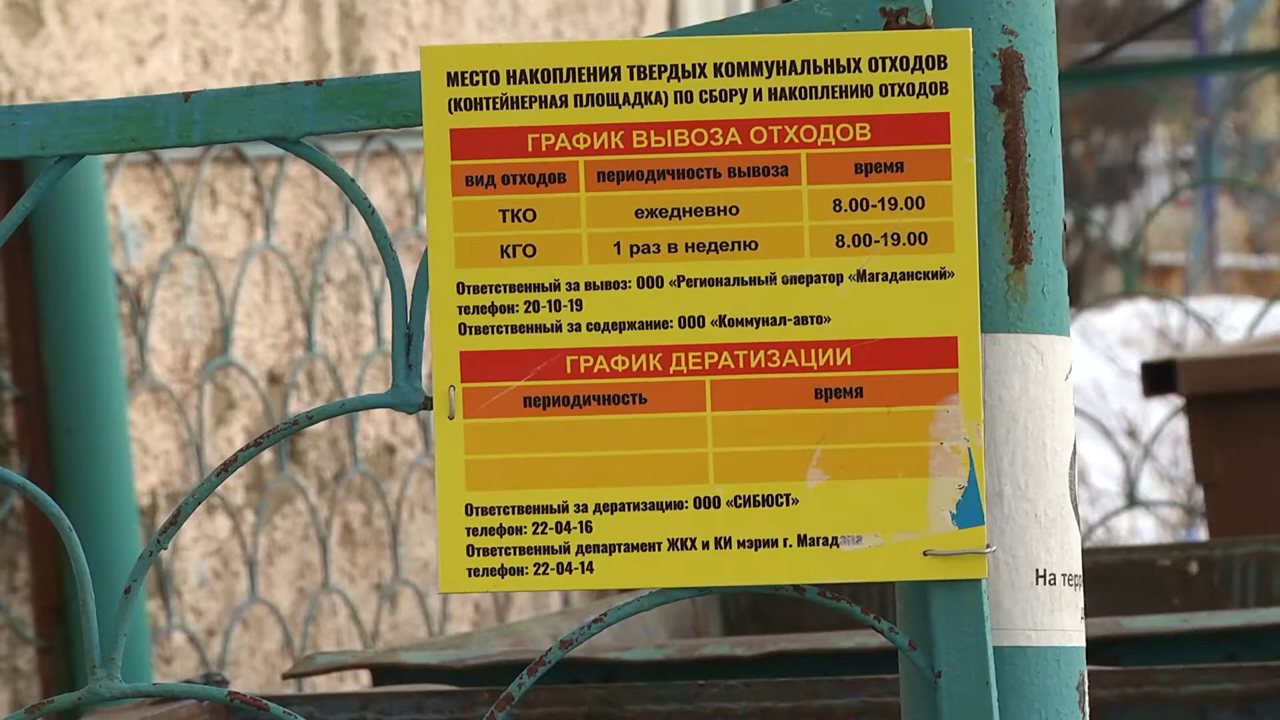 МЕСТО НАКОПЛЕНИЯ ТВЕРДЫХ КОММУНАЛЬНЫХ ОТХОДОВ
(КОНТЕЙНЕРНАЯ ПЛОЩАДКА) ПО СБОРУ И НАКОПЛЕНИЮ ОТХОДОВ
ГРАФИК ВЫВОЗА ОТХОДОВ
вид отходов периодичность вывоза время
ТКО ежедневно 8.00-19.00
КГО 1 раз в неделю 8.00-19.00
Ответственный за вывоз: ООО «Региональный оператор «Магаданский»
телефон: 20-10-19
Ответственный за содержание: ООО «Коммунал-авто»
ГРАФИК ДЕРАТИЗАЦИИ
периодичность время
Ответственный за дератизацию: ООО «СИБЮСТ»
телефон: 22-04-16
Ответственный департамент ЖКХ и КИ мэрии г. Магадана
телефон: 22-04-14
На